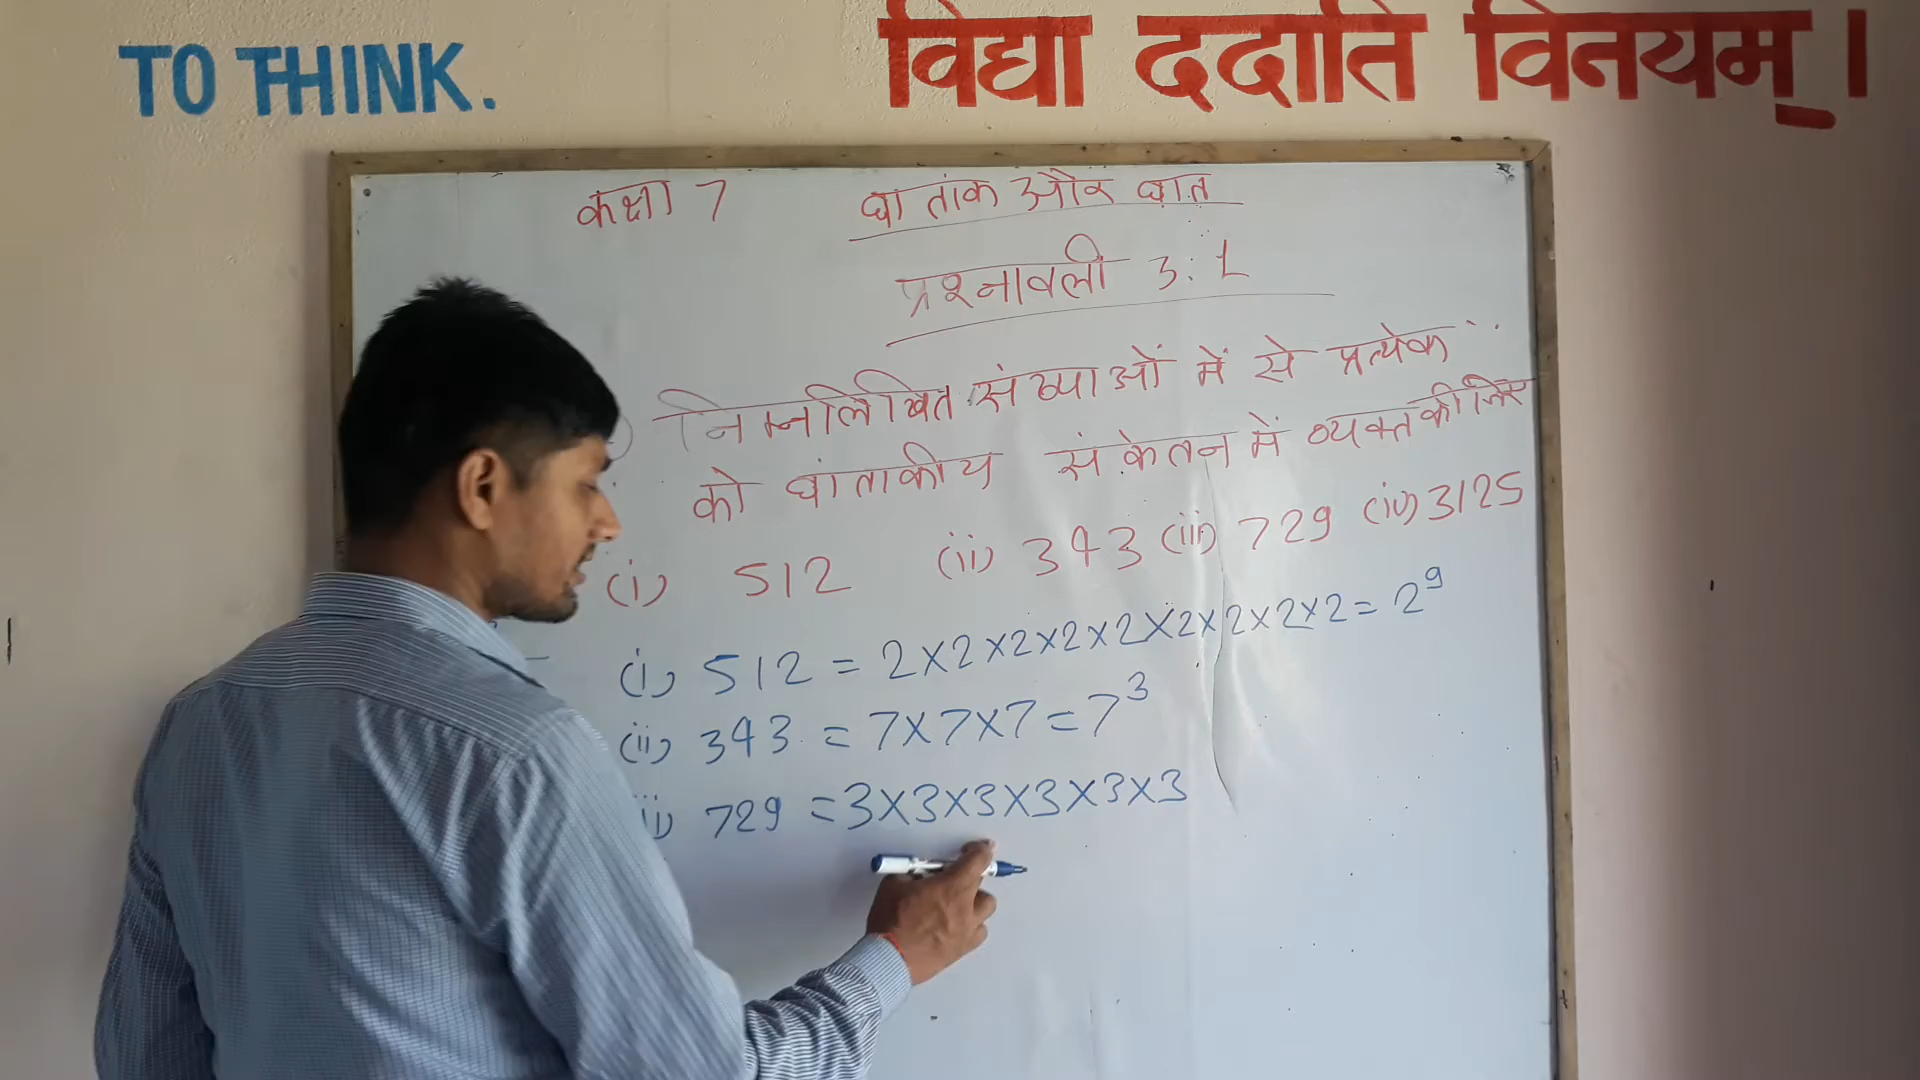 TO THINK.
विद्या ददाति विनयम् ।
कक्षा 7 घातांक और घात
प्रश्नावली 3:1
निम्नलिखित संख्याओं में से प्रत्येक
को घांताकीय संकेतन में व्यक्त कीजिए
(i) 512 (ii) 343 (iii) 729 (iv) 3125
(i) 512 = 2×2×2×2×2×2×2×2×2 = 2⁹
(ii) 343 = 7×7×7 = 7³
(iii) 729 = 3×3×3×3×3×3